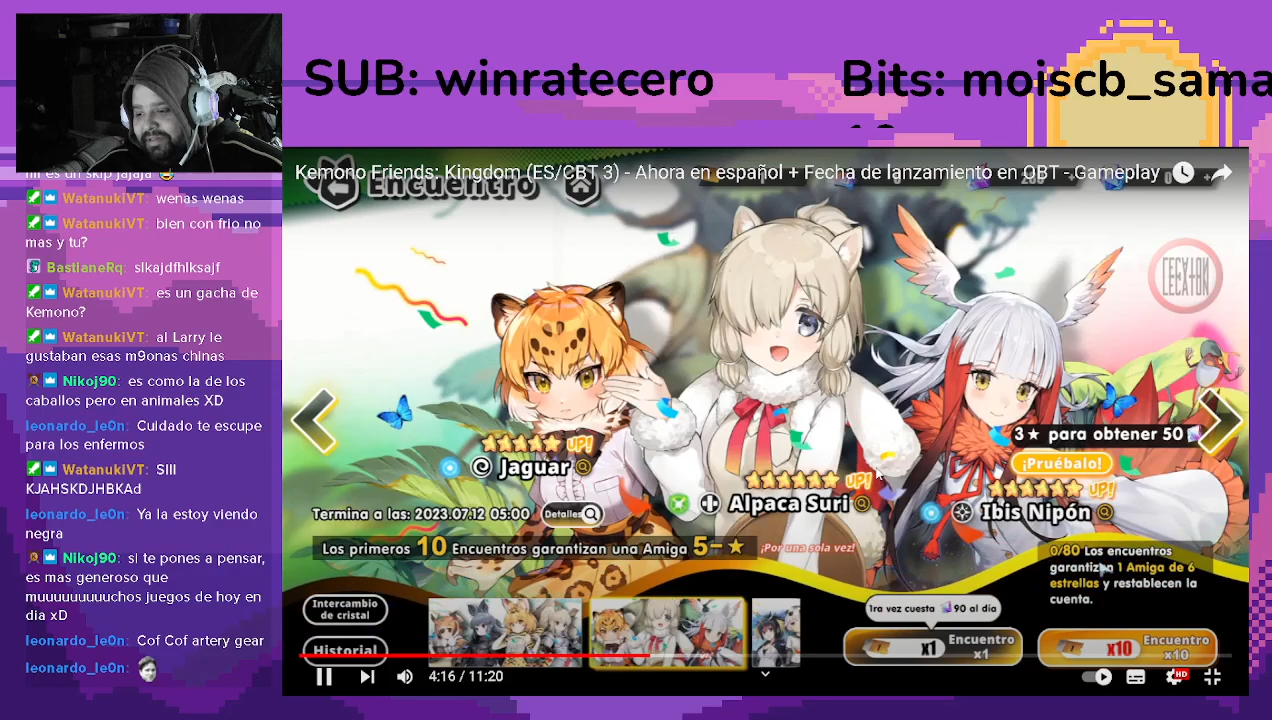 SUB: winratecero
Bits: moiscb_sama
mi es un skip jajaja
WatanukiVT: wenas wenas
WatanukiVT: bien con frio no
mas y tu?
BastianeRq: slkajdfhlksajf
WatanukiVT: es un gacha de
Kemono?
WatanukiVT: al Larry le
gustaban esas m9onas chinas
Nikoj90: es como la de los
caballos pero en animales XD
leonardo_le0n: Cuidado te escupe
para los enfermos
WatanukiVT: SIII
KJAHSKDJHBKAd
leonardo_le0n: Ya la estoy viendo
negra
Nikoj90: si te pones a pensar,
es mas generoso que
muuuuuuuuuchos juegos de hoy en
dia xD
leonardo_le0n: Cof Cof artery gear
leonardo_le0n:
Kemono Friends: Kingdom (ES/CBT 3) - Ahora en español + Fecha de lanzamiento en OBT - Gameplay
Encuentro
LECATON
UP!
Jaguar
UP!
Alpaca Suri
3★ para obtener 50
¡Pruébalo!
UP!
Ibis Nipón
Termina a las: 2023.07.12 05:00
Detalles
Los primeros 10 Encuentros garantizan una Amiga 5-★ ¡Por una sola vez!
0/80 Los encuentros
garantizan 1 Amiga de 6
estrellas y restablecen la
cuenta.
Intercambio
de cristal
Historial
1ra vez cuesta 90 al día
x1 Encuentro
x1
x10 Encuentro
x10
4:16 / 11:20
HD